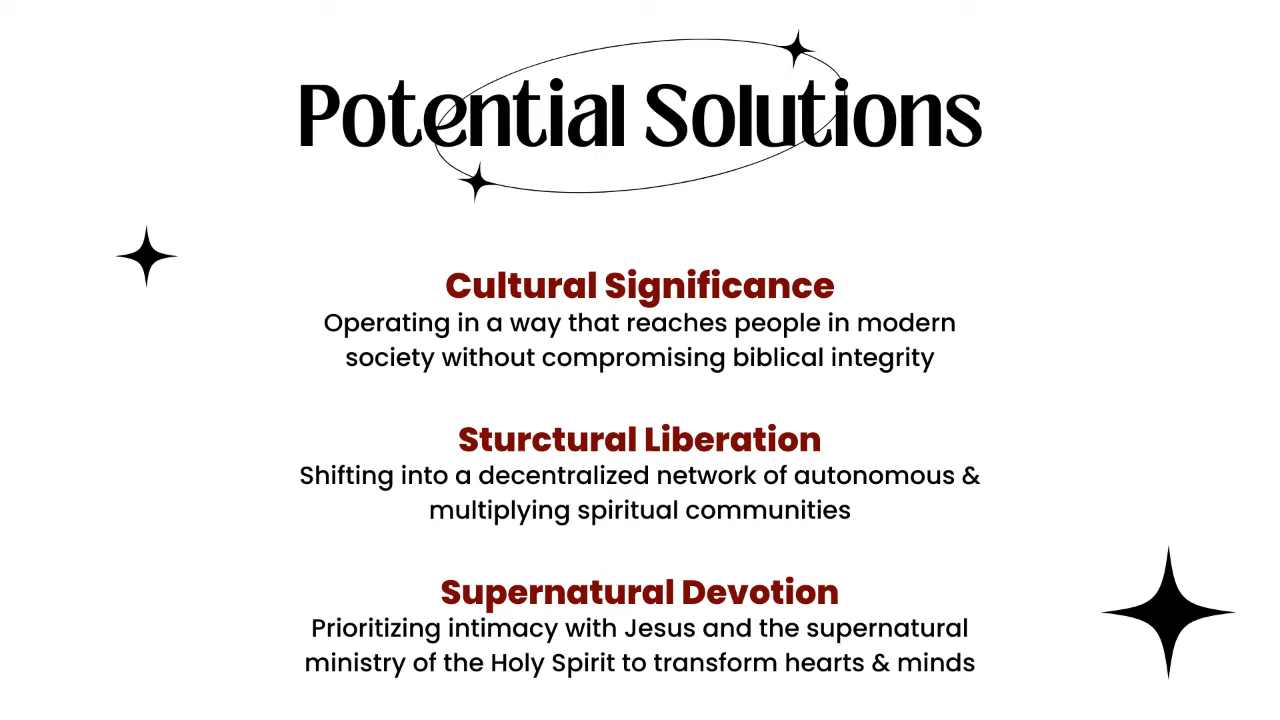 Potential Solutions
Cultural Significance
Operating in a way that reaches people in modern
society without compromising biblical integrity
Sturctural Liberation
Shifting into a decentralized network of autonomous &
multiplying spiritual communities
Supernatural Devotion
Prioritizing intimacy with Jesus and the supernatural
ministry of the Holy Spirit to transform hearts & minds